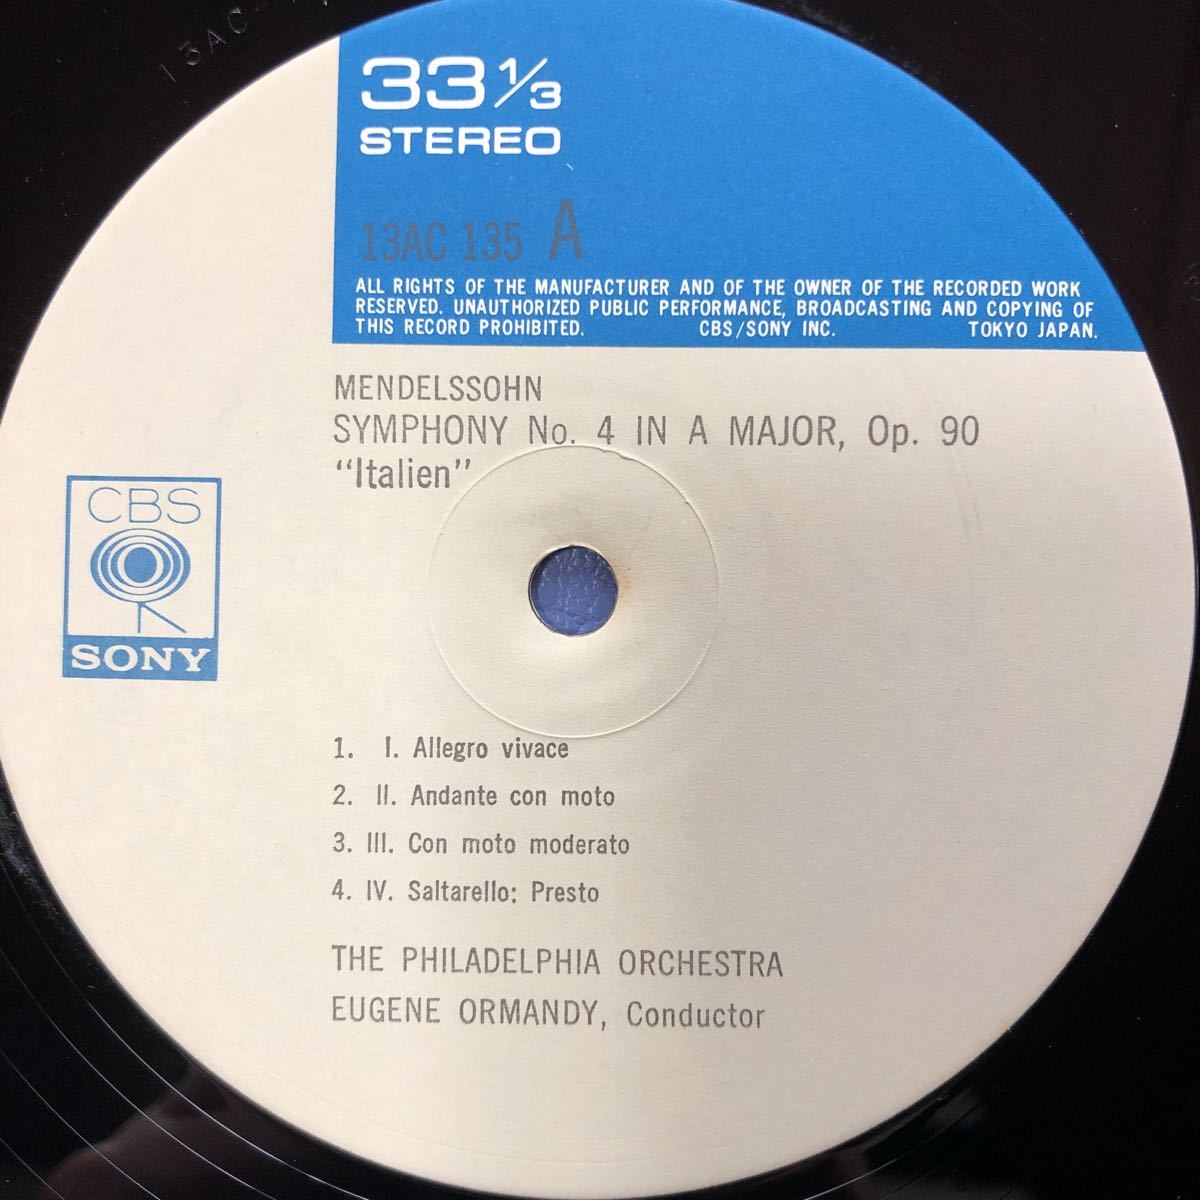 13AC
33 1/3
STEREO
13AC 135 A
ALL RIGHTS OF THE MANUFACTURER AND OF THE OWNER OF THE RECORDED WORK
RESERVED. UNAUTHORIZED PUBLIC PERFORMANCE, BROADCASTING AND COPYING OF
THIS RECORD PROHIBITED. CBS/SONY INC. TOKYO JAPAN.
MENDELSSOHN
SYMPHONY No. 4 IN A MAJOR, Op. 90
"Italien"
CBS
SONY
1. I. Allegro vivace
2. II. Andante con moto
3. III. Con moto moderato
4. IV. Saltarello: Presto
THE PHILADELPHIA ORCHESTRA
EUGENE ORMANDY, Conductor